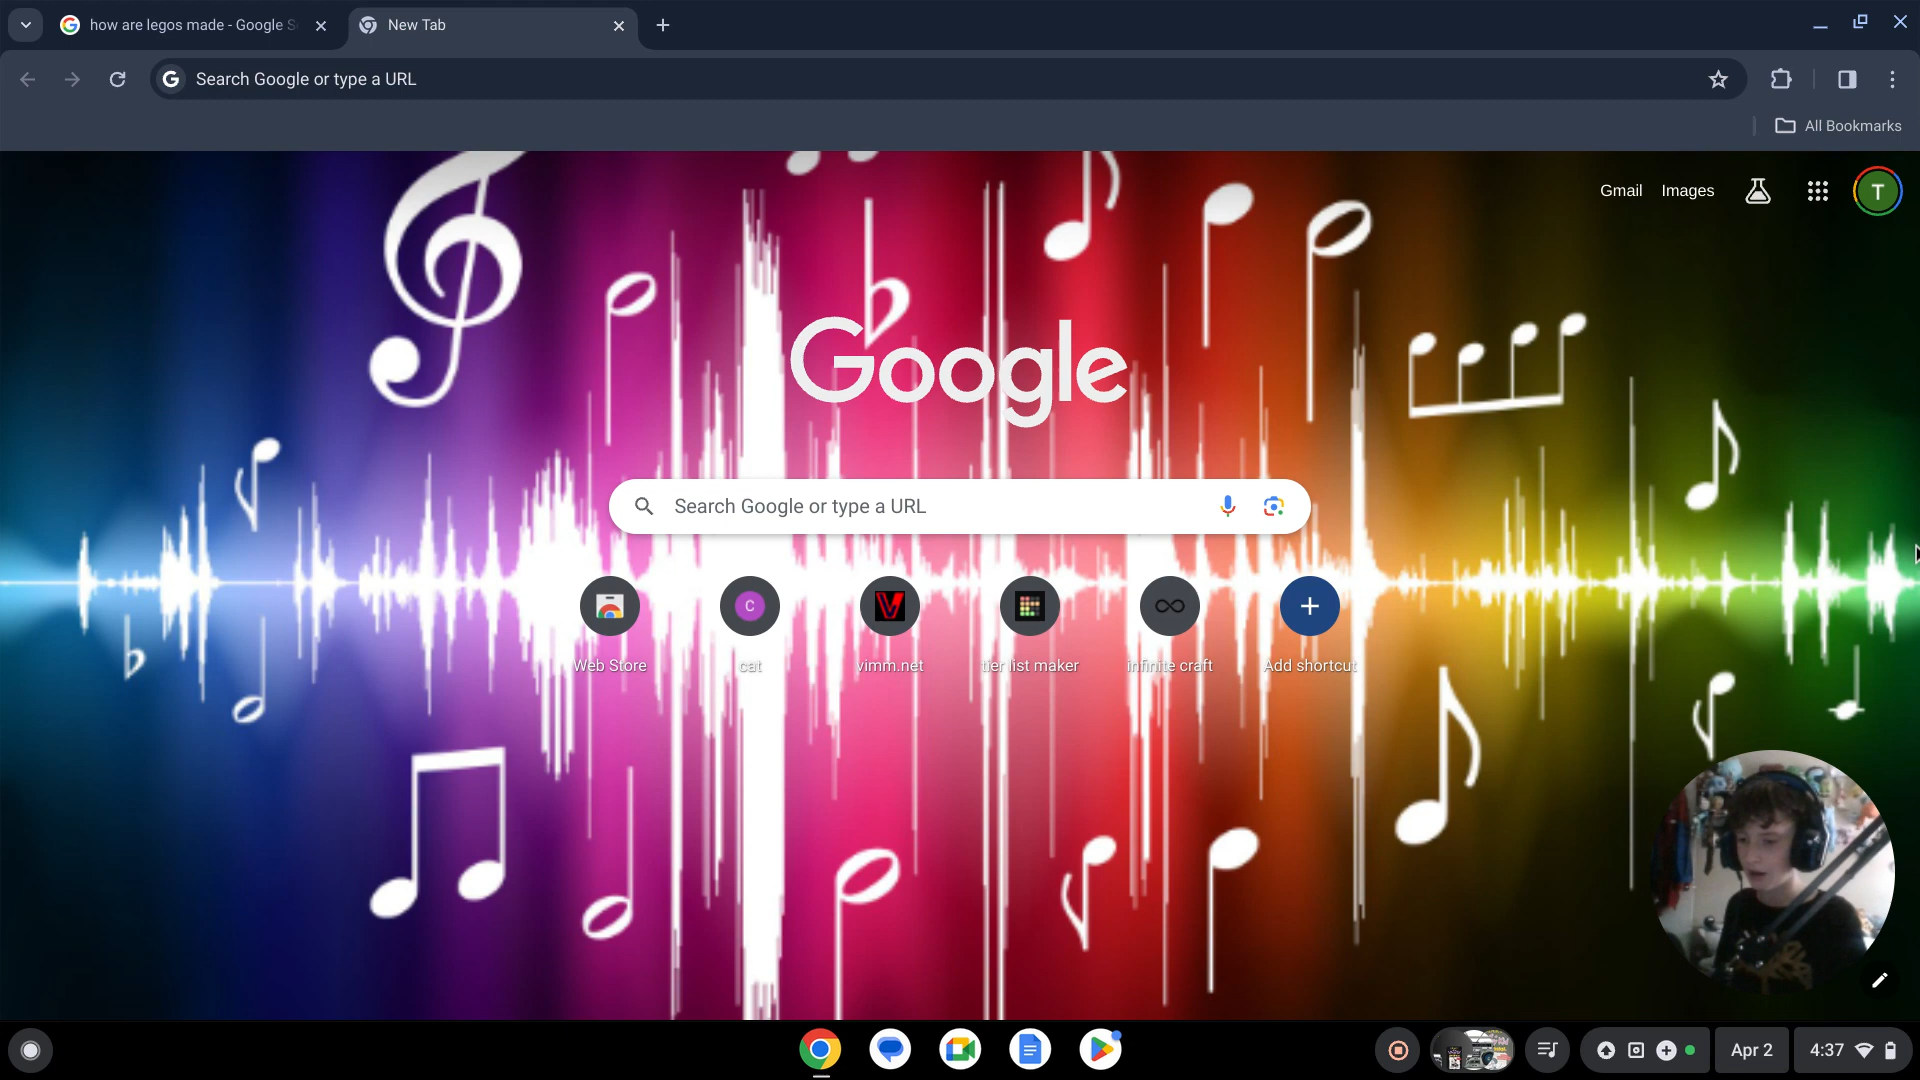 how are legos made - Google S
New Tab
Search Google or type a URL
All Bookmarks
Gmail
Images
T
Google
Search Google or type a URL
C
Web Store
cat
vimm.net
tier list maker
infinite craft
Add shortcut
Apr 2
4:37